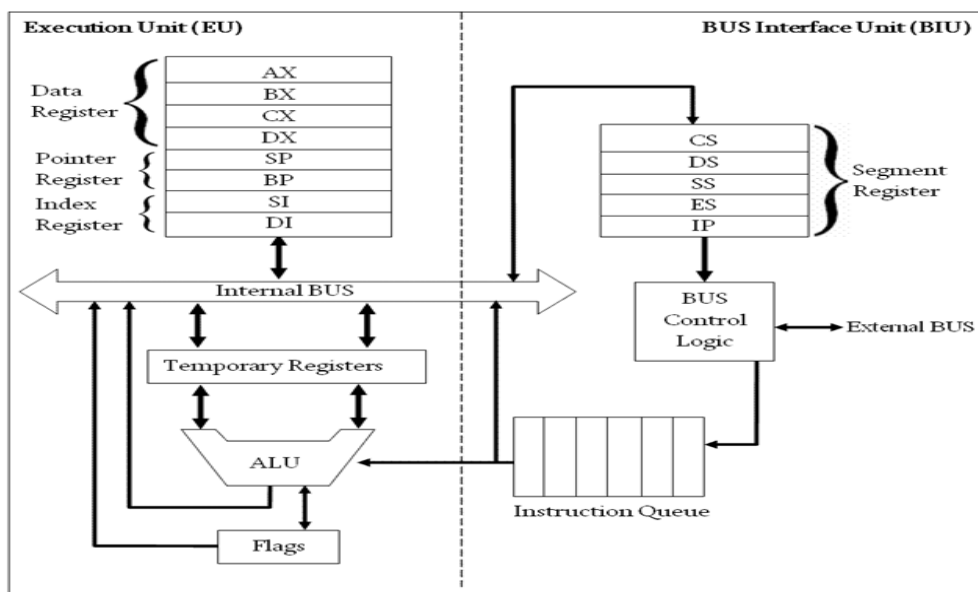 Execution Unit (EU)
BUS Interface Unit (BIU)
Data
Register
AX
BX
CX
DX
Pointer
Register
SP
BP
Index
Register
SI
DI
CS
DS
SS
ES
IP
Segment
Register
Internal BUS
BUS
Control
Logic
External BUS
Temporary Registers
ALU
Instruction Queue
Flags